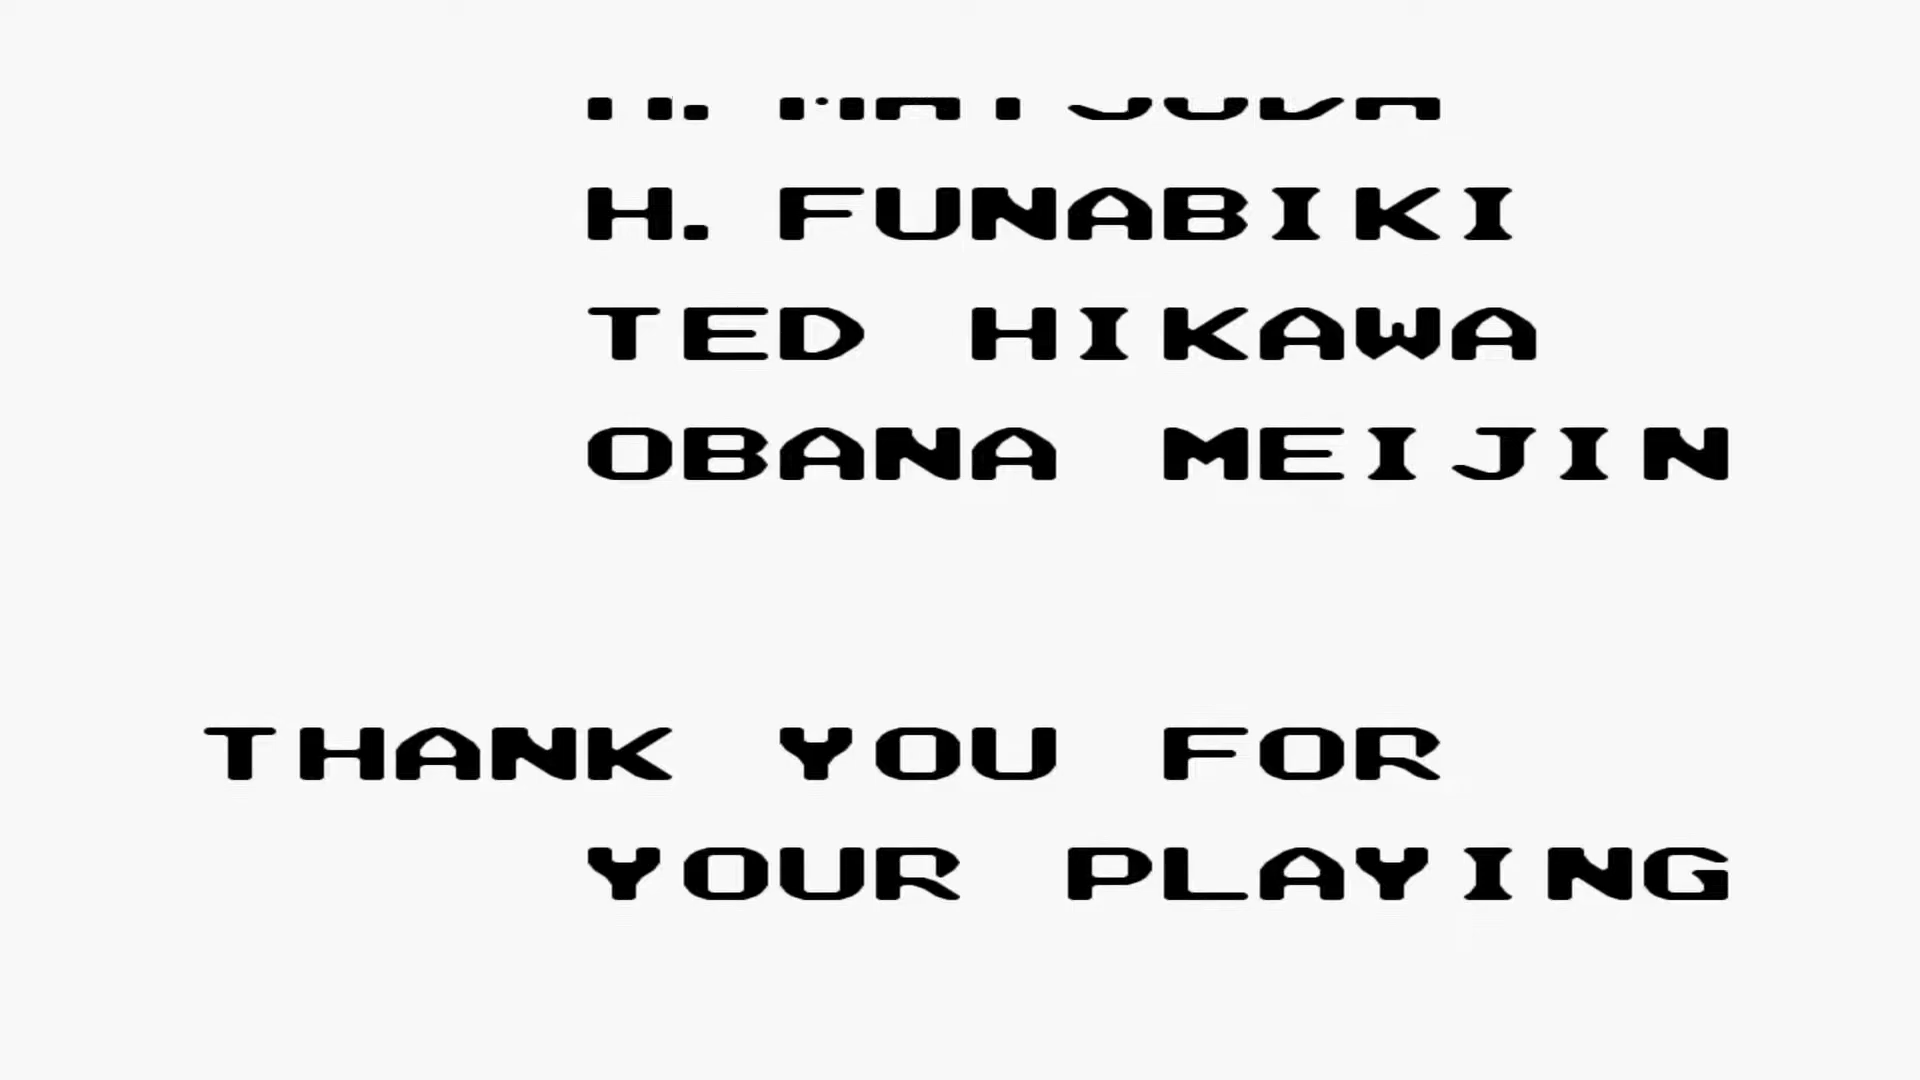 H. FUNABIKI
TED HIKAWA
OBANA MEIJIN
THANK YOU FOR
YOUR PLAYING